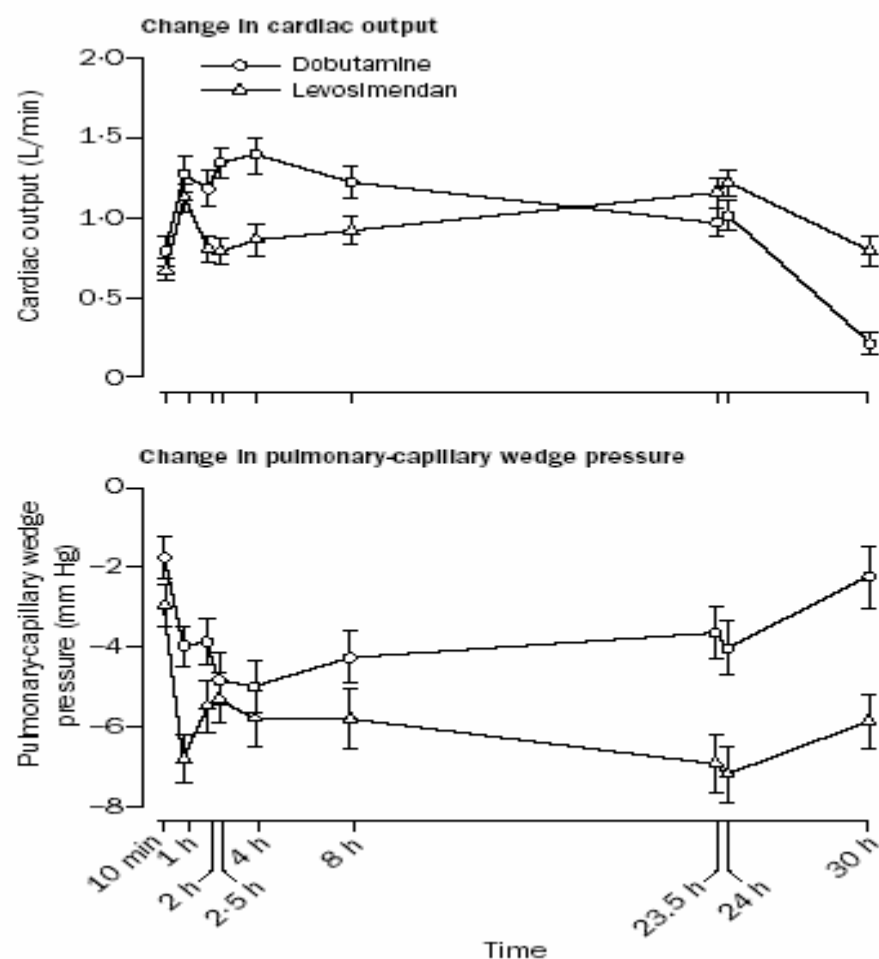 Change in cardiac output
2·0
Dobutamine
Levosimendan
1·5
1·0
0·5
0
Cardiac output (L/min)
Change in pulmonary-capillary wedge pressure
0
−2
−4
−6
−8
Pulmonary-capillary wedge
pressure (mm Hg)
10 min
1 h
2 h
2·5 h
4 h
8 h
23.5 h
24 h
30 h
Time